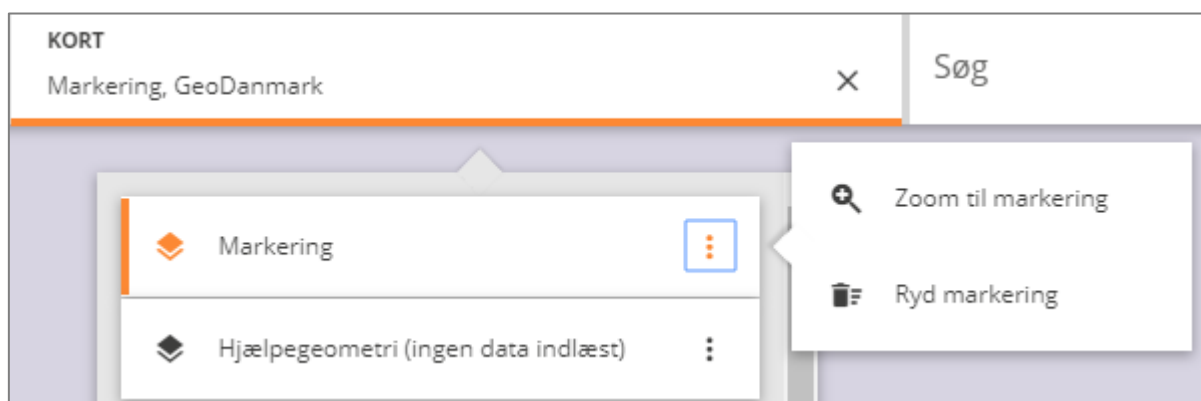 KORT
Markering, GeoDanmark
Søg
Markering
Hjælpegeometri (ingen data indlæst)
Zoom til markering
Ryd markering